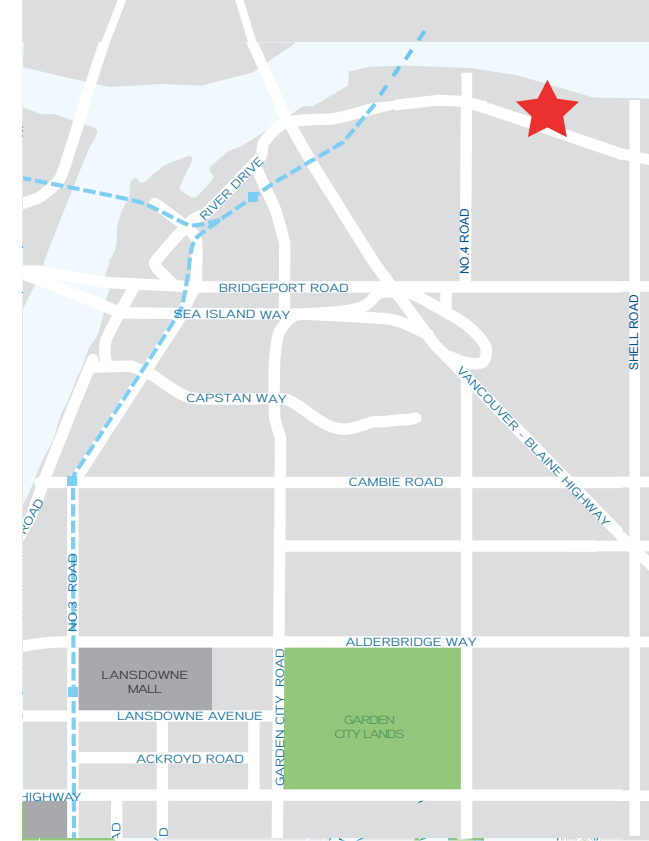 RIVER DRIVE
NO.4 ROAD
BRIDGEPORT ROAD
SEA ISLAND WAY
SHELL ROAD
CAPSTAN WAY
VANCOUVER - BLAINE HIGHWAY
CAMBIE ROAD
ROAD
NO.3 ROAD
ALDERBRIDGE WAY
LANSDOWNE
MALL
GARDEN CITY ROAD
LANSDOWNE AVENUE
GARDEN
CITY LANDS
ACKROYD ROAD
HIGHWAY
AD
D